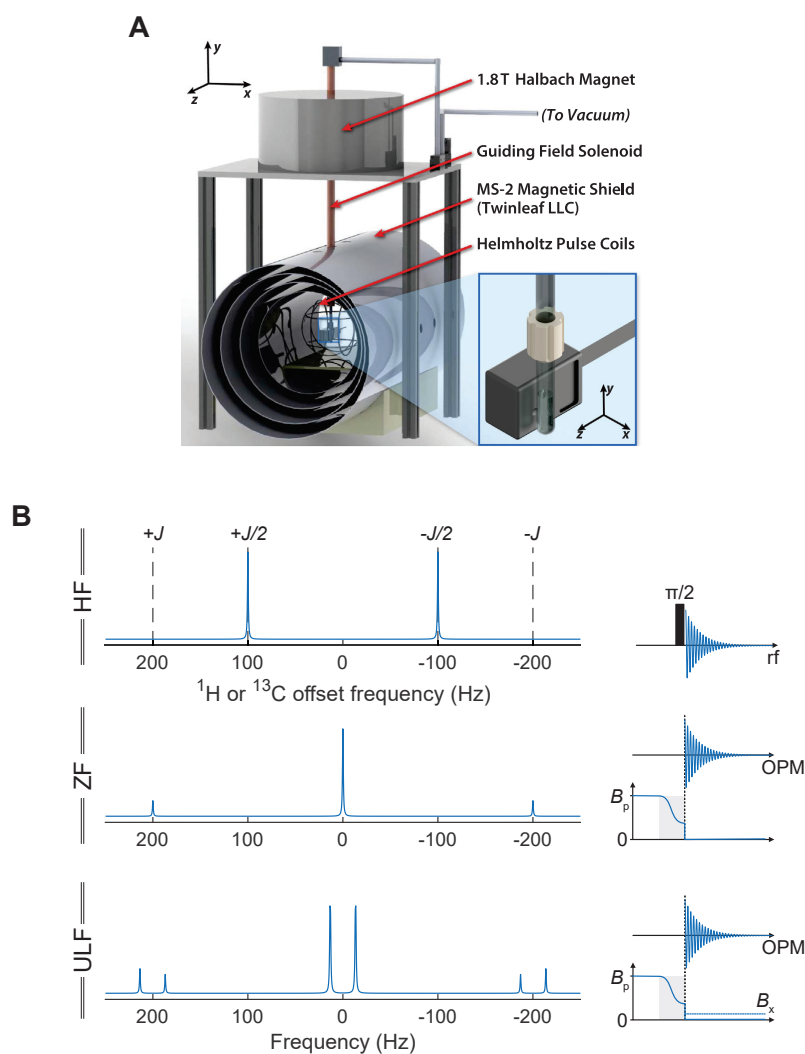 A
y
x
z
1.8T Halbach Magnet
(To Vacuum)
Guiding Field Solenoid
MS-2 Magnetic Shield
(Twinleaf LLC)
Helmholtz Pulse Coils
y
z
x
B
HF
+J
+J/2
-J/2
-J
200 100 0 -100 -200
¹H or ¹³C offset frequency (Hz)
π/2
rf
ZF
200 100 0 -100 -200
OPM
Bₚ
0
ULF
200 100 0 -100 -200
Frequency (Hz)
OPM
Bₚ
Bₓ
0